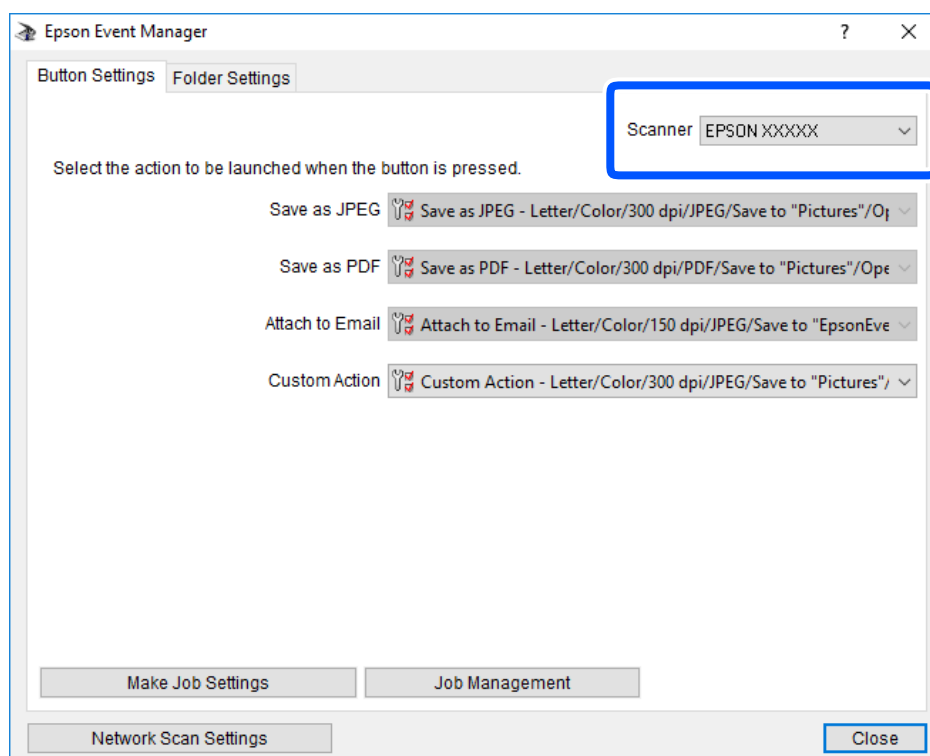 Epson Event Manager
Button Settings Folder Settings
Scanner EPSON XXXXX
Select the action to be launched when the button is pressed.
Save as JPEG Save as JPEG - Letter/Color/300 dpi/JPEG/Save to "Pictures"/Op
Save as PDF Save as PDF - Letter/Color/300 dpi/PDF/Save to "Pictures"/Ope
Attach to Email Attach to Email - Letter/Color/150 dpi/JPEG/Save to "EpsonEve
Custom Action Custom Action - Letter/Color/300 dpi/JPEG/Save to "Pictures"/
Make Job Settings Job Management
Network Scan Settings Close